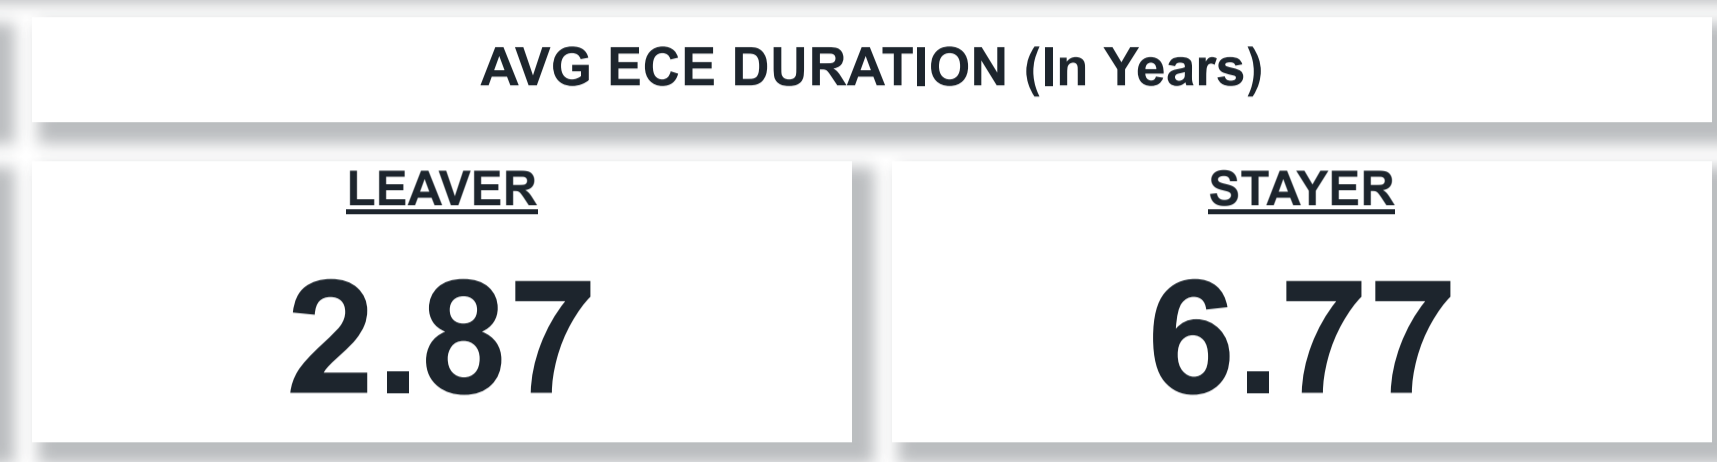 AVG ECE DURATION (In Years)
LEAVER
STAYER
2.87
6.77